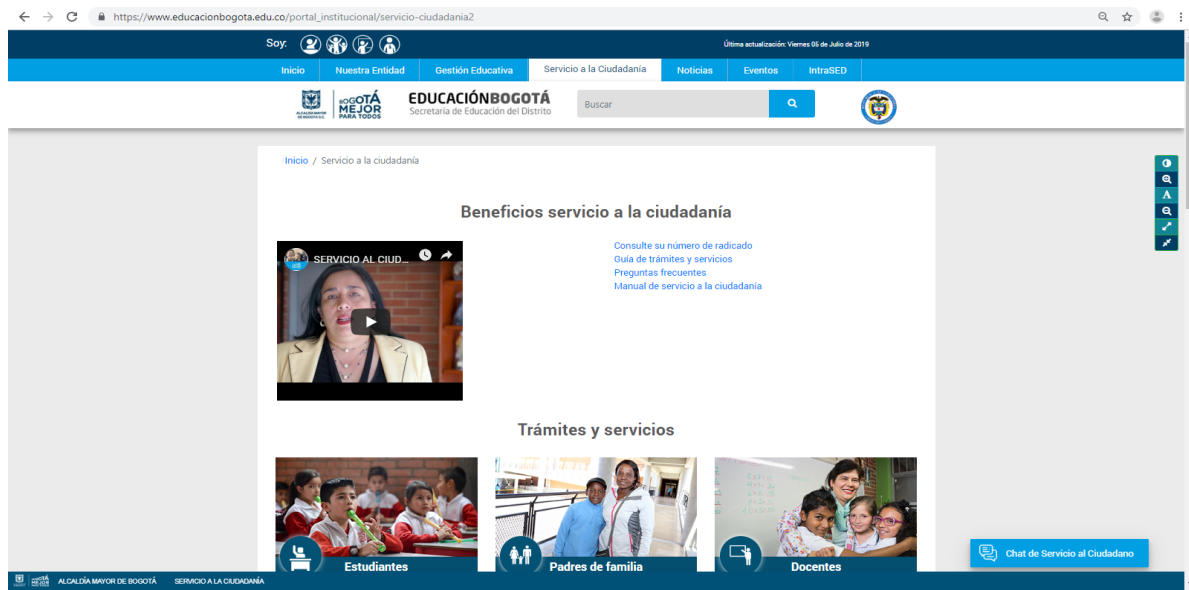 https://www.educacionbogota.edu.co/portal_institucional/servicio-ciudadania2
Soy:
Última actualización: Viernes 05 de Julio de 2019
Inicio Nuestra Entidad Gestión Educativa Servicio a la Ciudadanía Noticias Eventos IntraSED
ALCALDÍA MAYOR
DE BOGOTÁ D.C.
BOGOTÁ
MEJOR
PARA TODOS
EDUCACIÓNBOGOTÁ
Secretaría de Educación del Distrito
Buscar
Inicio / Servicio a la ciudadanía
A
Beneficios servicio a la ciudadanía
SERVICIO AL CIUD...
Consulte su número de radicado
Guía de trámites y servicios
Preguntas frecuentes
Manual de servicio a la ciudadanía
Trámites y servicios
Estudiantes
Padres de familia
Docentes
Chat de Servicio al Ciudadano
ALCALDÍA MAYOR DE BOGOTÁ SERVICIO A LA CIUDADANÍA